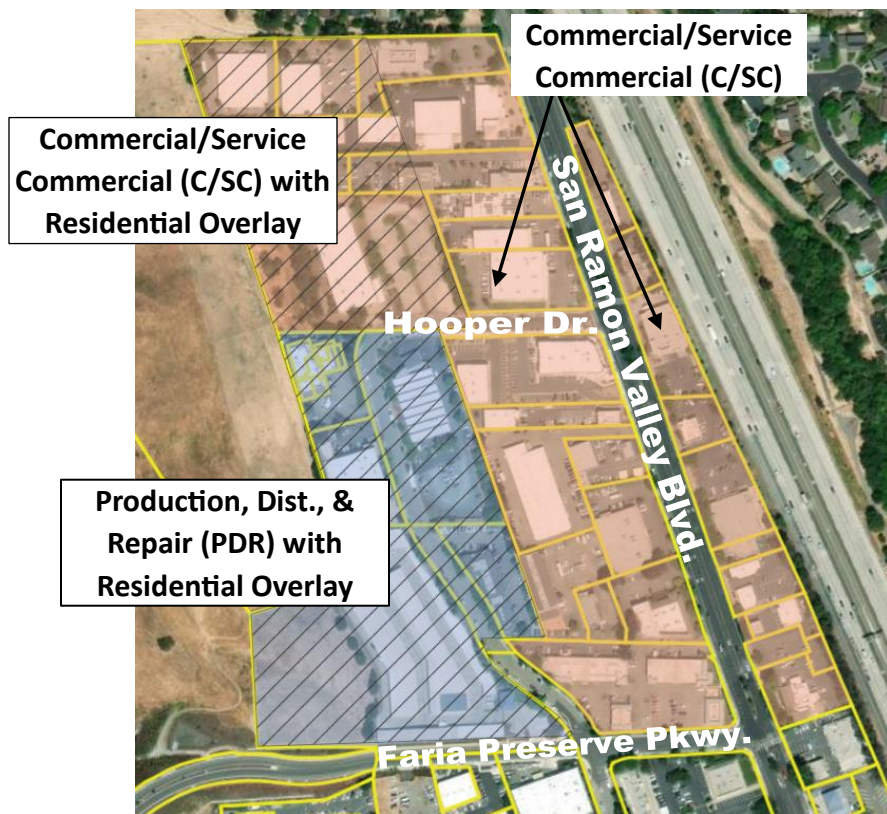 Commercial/Service
Commercial (C/SC)
Commercial/Service
Commercial (C/SC) with
Residential Overlay
San Ramon Valley Blvd.
Hooper Dr.
Production, Dist., &
Repair (PDR) with
Residential Overlay
Faria Preserve Pkwy.